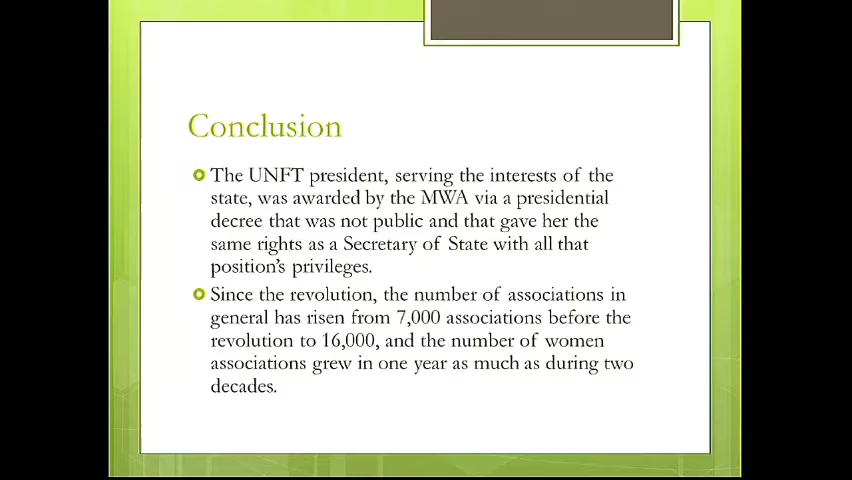 Conclusion
The UNFT president, serving the interests of the
state, was awarded by the MWA via a presidential
decree that was not public and that gave her the
same rights as a Secretary of State with all that
position's privileges.
Since the revolution, the number of associations in
general has risen from 7,000 associations before the
revolution to 16,000, and the number of women
associations grew in one year as much as during two
decades.